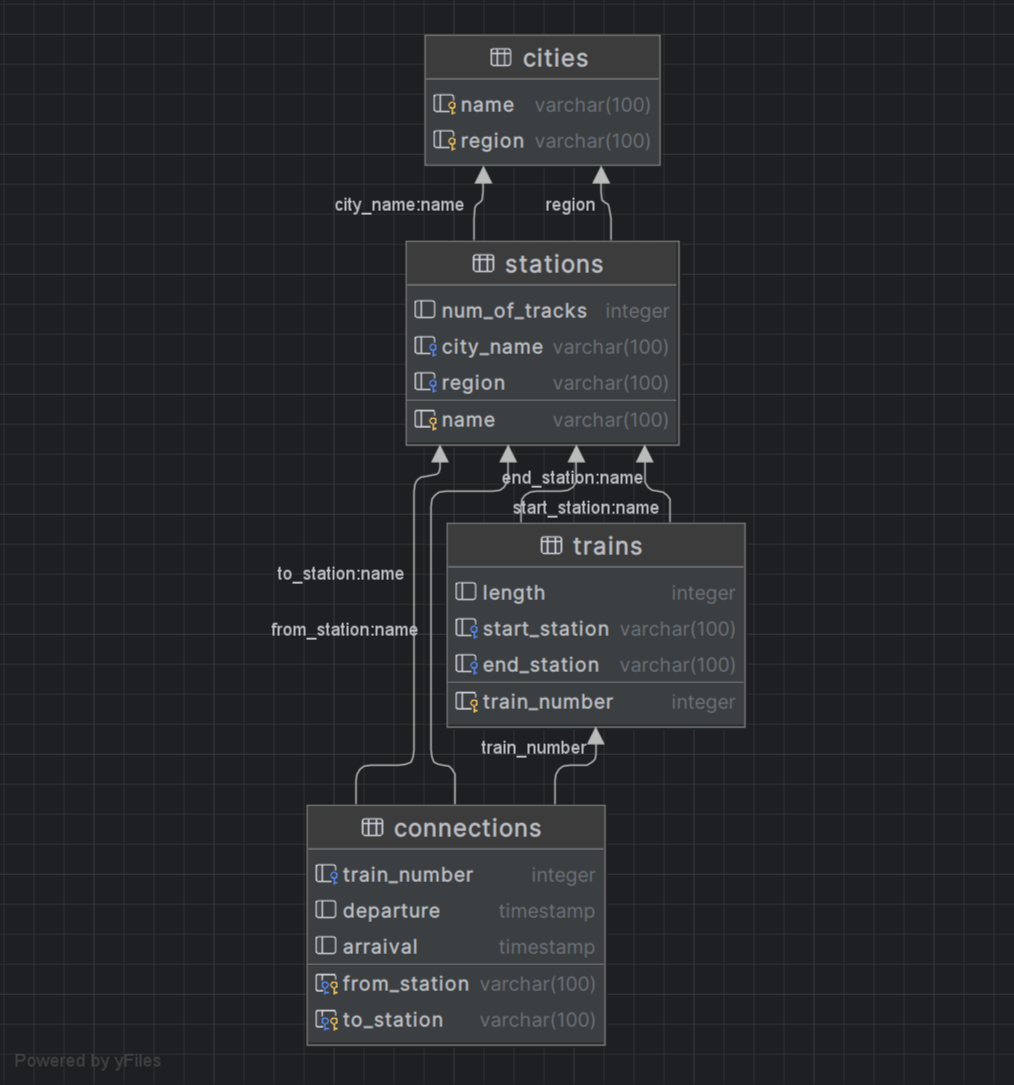 cities
name varchar(100)
region varchar(100)
city_name:name region
stations
num_of_tracks integer
city_name varchar(100)
region varchar(100)
name varchar(100)
end_station:name
start_station:name
trains
to_station:name
length integer
from_station:name
start_station varchar(100)
end_station varchar(100)
train_number integer
train_number
connections
train_number integer
departure timestamp
arraival timestamp
from_station varchar(100)
to_station varchar(100)
Powered by yFiles